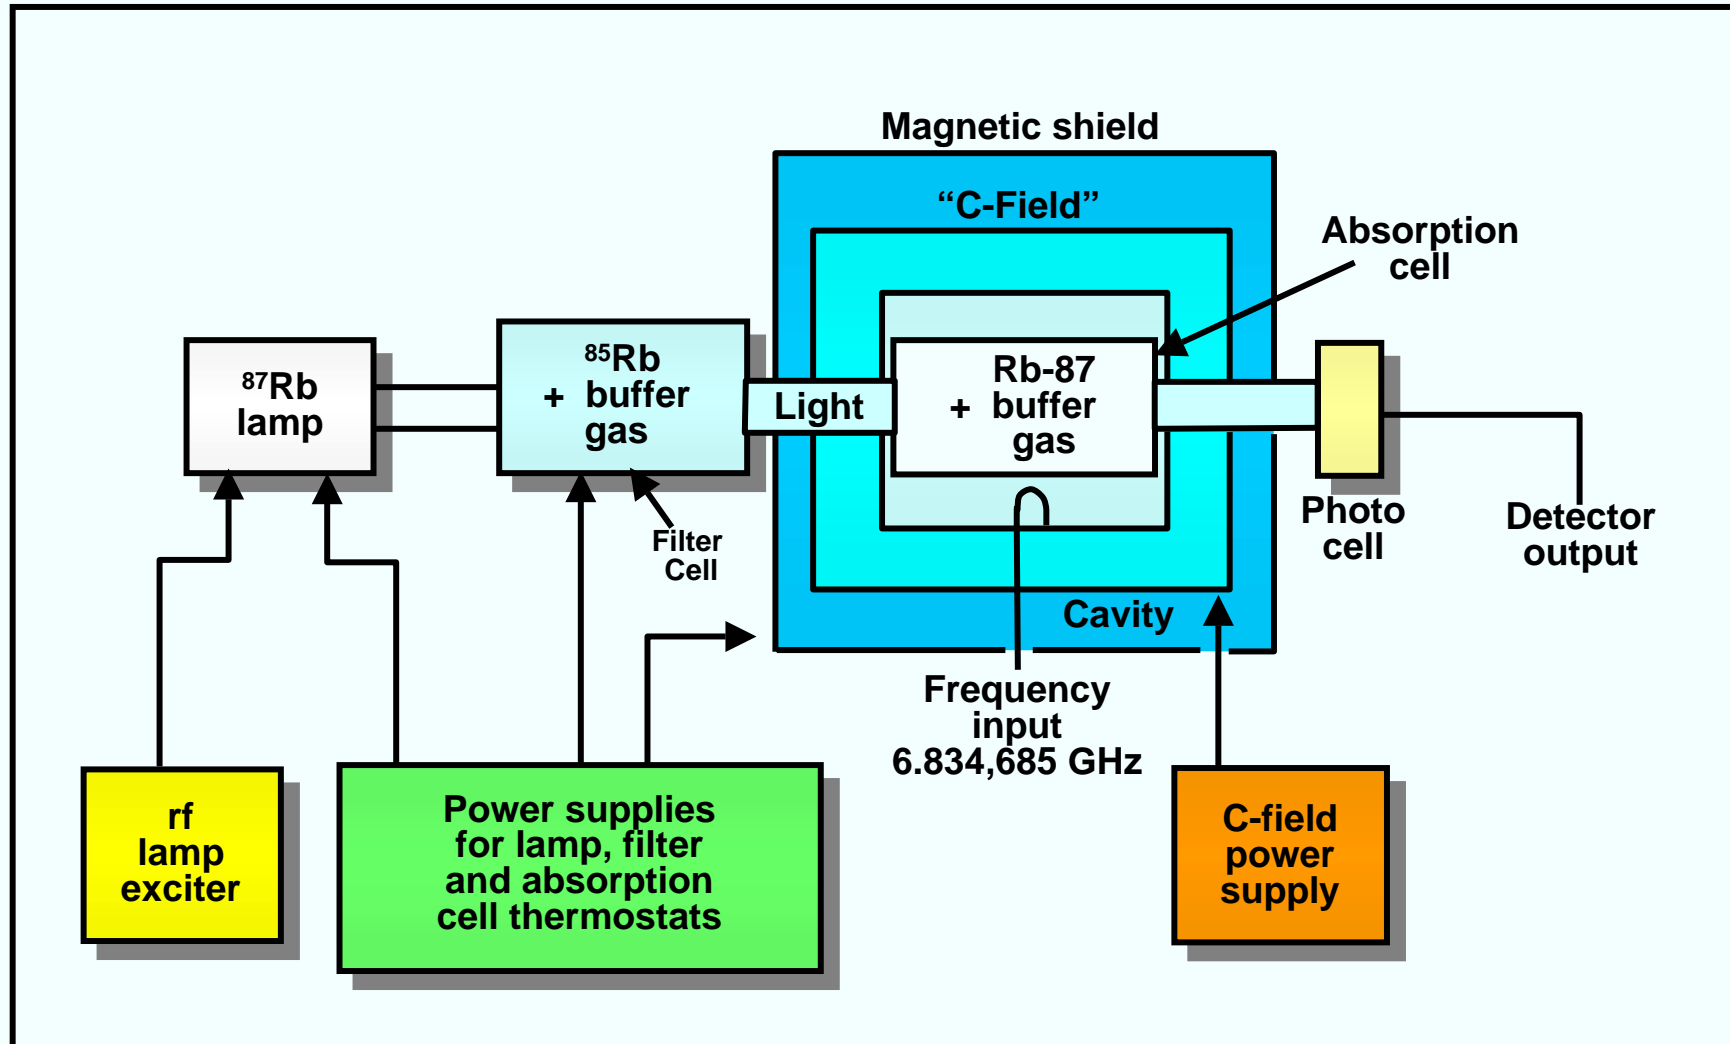 Magnetic shield
“C-Field”
Absorption
cell
⁸⁷Rb
lamp
⁸⁵Rb
+ buffer
gas
Light
Rb-87
+ buffer
gas
Filter
Cell
Photo
cell
Detector
output
Cavity
Frequency
input
6.834,685 GHz
rf
lamp
exciter
Power supplies
for lamp, filter
and absorption
cell thermostats
C-field
power
supply